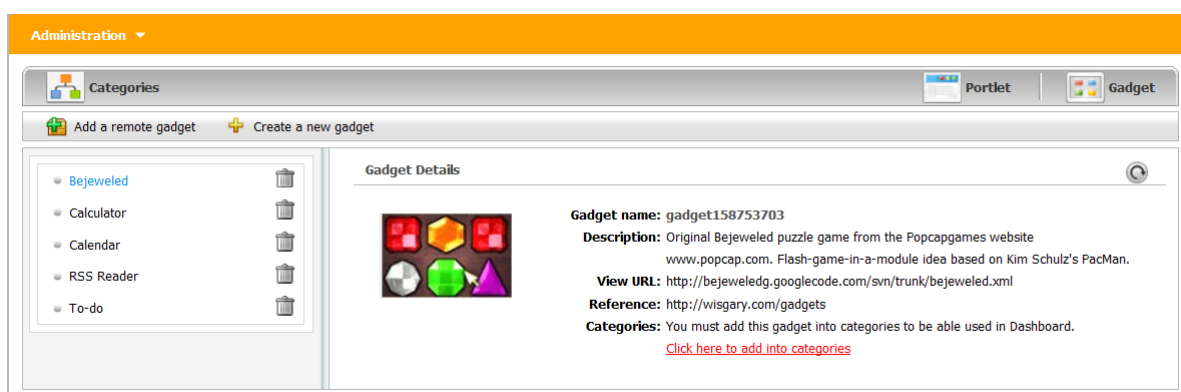 Administration
Categories
Portlet
Gadget
Add a remote gadget
Create a new gadget
Bejeweled
Calculator
Calendar
RSS Reader
To-do
Gadget Details
Gadget name: gadget158753703
Description: Original Bejeweled puzzle game from the Popcapgames website
www.popcap.com. Flash-game-in-a-module idea based on Kim Schulz's PacMan.
View URL: http://bejeweledg.googlecode.com/svn/trunk/bejeweled.xml
Reference: http://wisgary.com/gadgets
Categories: You must add this gadget into categories to be able used in Dashboard.
Click here to add into categories